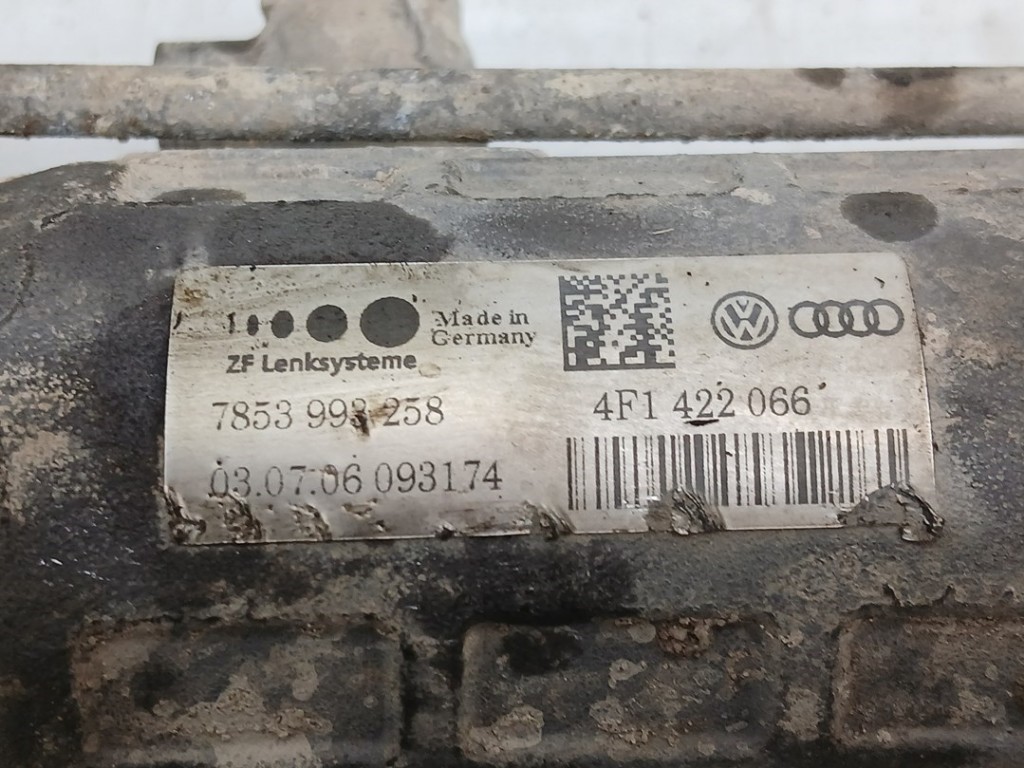 Made in
Germany
ZF Lenksysteme
7853 993 258
4F1 422 066
03.07.06 093174